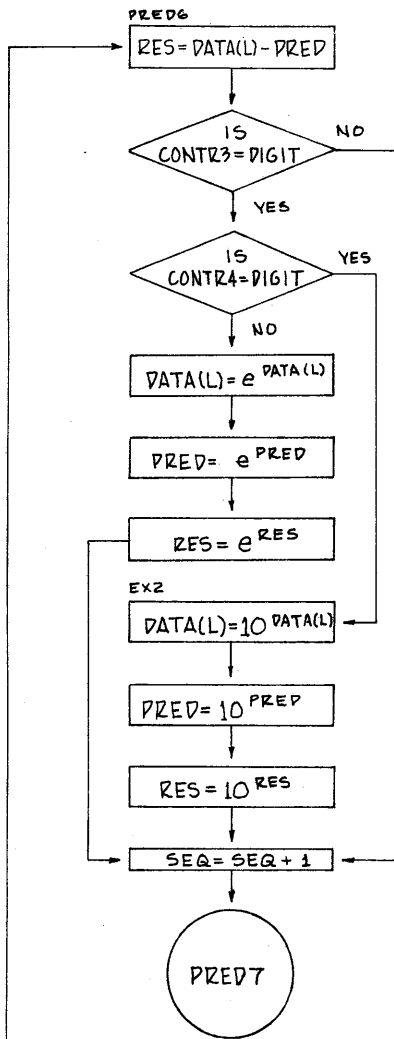 PRED6
RES=DATA(L)-PRED
IS
CONTR3=DIGIT
NO
YES
IS
CONTR4=DIGIT
YES
NO
DATA(L)=e DATA(L)
PRED= e PRED
RES=e RES
EX2
DATA(L)=10 DATA(L)
PRED=10 PRED
RES=10 RES
SEQ=SEQ+1
PRED7